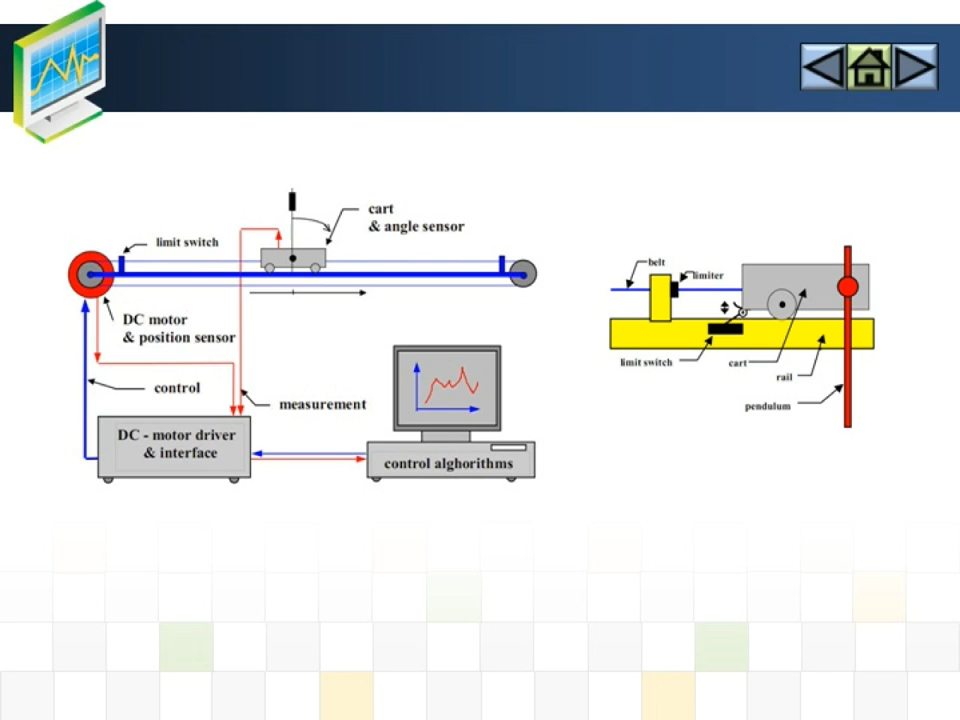 cart
& angle sensor
limit switch
DC motor
& position sensor
control
measurement
DC - motor driver
& interface
control alghorithms
belt
limiter
limit switch
cart
rail
pendulum